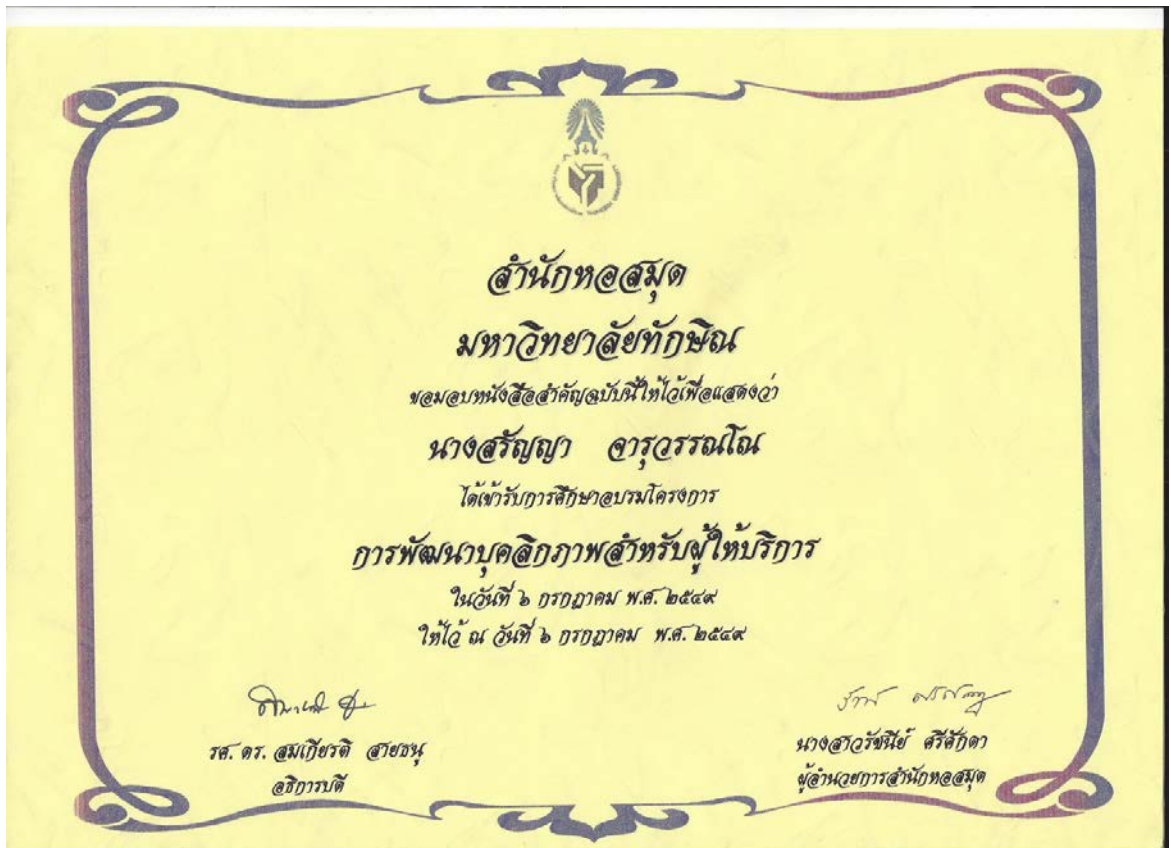 สำนักหอสมุด
มหาวิทยาลัยทักษิณ
ขอมอบหนังสือสำคัญฉบับนี้ให้ไว้เพื่อแสดงว่า
นางสรัญญา จารุวรรณโณ
ได้เข้ารับการศึกษาอบรมโครงการ
การพัฒนาบุคลิกภาพสำหรับผู้ให้บริการ
ในวันที่ ๖ กรกฎาคม พ.ศ. ๒๕๔๙
ให้ไว้ ณ วันที่ ๖ กรกฎาคม พ.ศ. ๒๕๔๙
รศ. ดร. สมเกียรติ สายธนู
อธิการบดี
นางสาวรัชนีย์ ศรีศักดา
ผู้อำนวยการสำนักหอสมุด